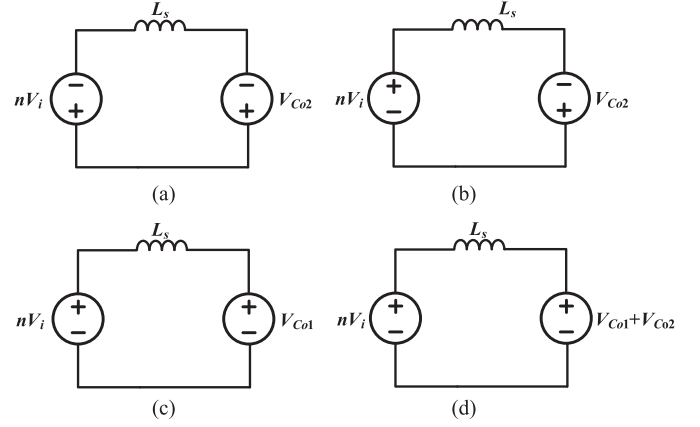 Ls Ls
− − + −
nVi VCo2 nVi VCo2
+ + − +
(a) (b)
Ls Ls
+ + + +
nVi VCo1 nVi VCo1+VCo2
− − − −
(c) (d)